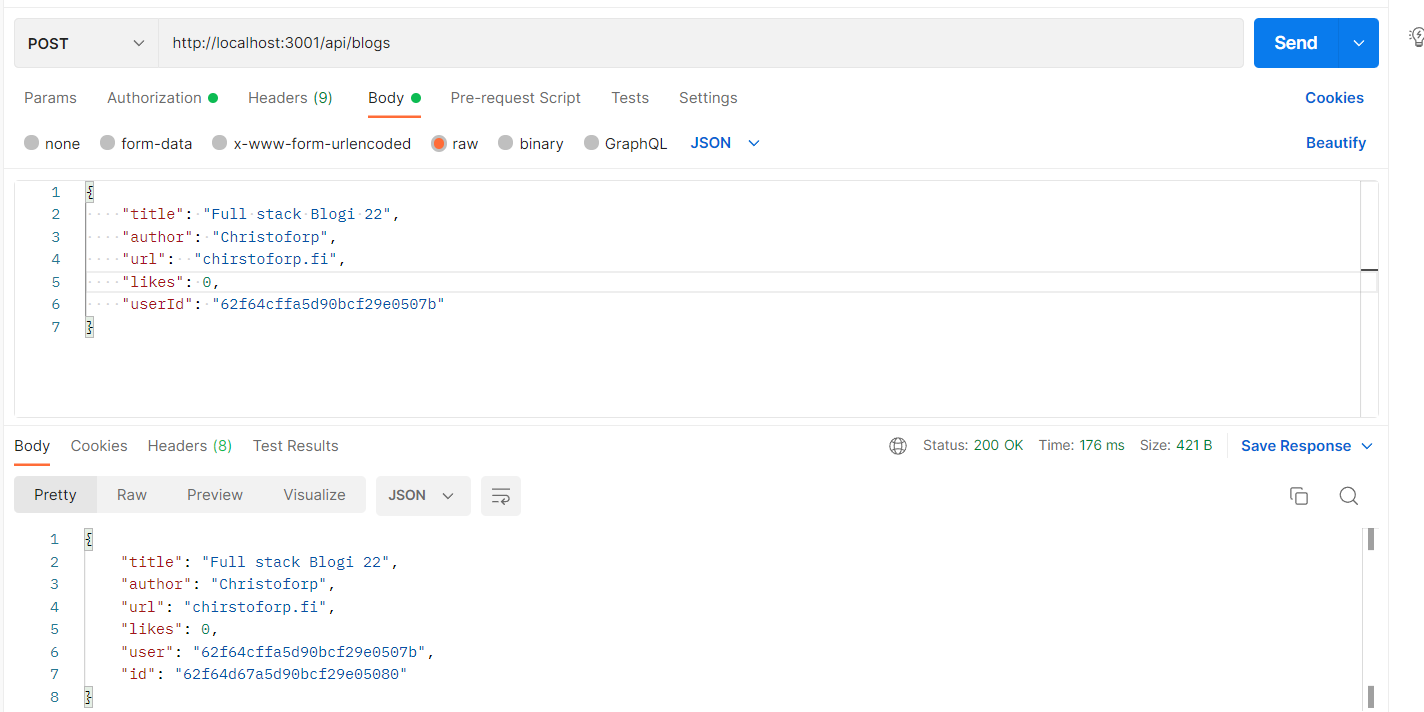 POST http://localhost:3001/api/blogs Send
Params Authorization Headers (9) Body Pre-request Script Tests Settings Cookies
none form-data x-www-form-urlencoded raw binary GraphQL JSON Beautify
1 {
2 "title": "Full stack Blogi 22",
3 "author": "Christoforp",
4 "url": "chirstoforp.fi",
5 "likes": 0,
6 "userId": "62f64cffa5d90bcf29e0507b"
7 }
Body Cookies Headers (8) Test Results Status: 200 OK Time: 176 ms Size: 421 B Save Response
Pretty Raw Preview Visualize JSON
1 {
2 "title": "Full stack Blogi 22",
3 "author": "Christoforp",
4 "url": "chirstoforp.fi",
5 "likes": 0,
6 "user": "62f64cffa5d90bcf29e0507b",
7 "id": "62f64d67a5d90bcf29e05080"
8 }